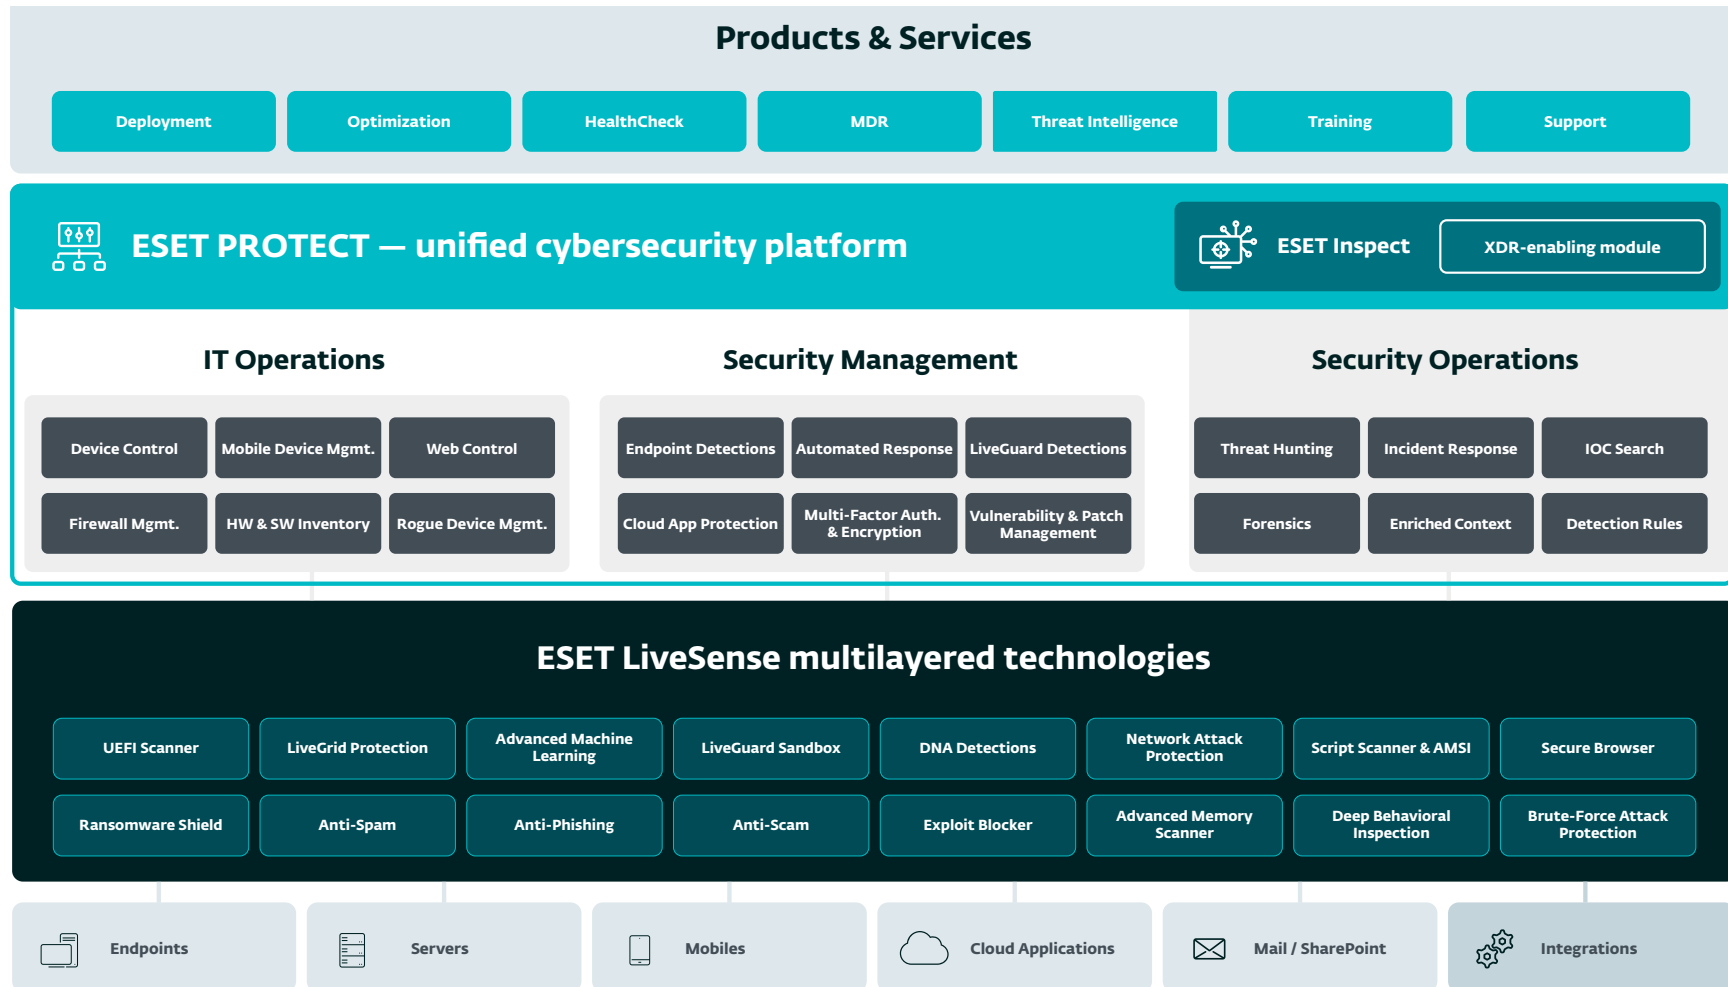 Products & Services
Deployment
Optimization
HealthCheck
MDR
Threat Intelligence
Training
Support
ESET PROTECT — unified cybersecurity platform
ESET Inspect
XDR-enabling module
IT Operations
Device Control
Mobile Device Mgmt.
Web Control
Firewall Mgmt.
HW & SW Inventory
Rogue Device Mgmt.
Security Management
Endpoint Detections
Automated Response
LiveGuard Detections
Cloud App Protection
Multi-Factor Auth.
& Encryption
Vulnerability & Patch
Management
Security Operations
Threat Hunting
Incident Response
IOC Search
Forensics
Enriched Context
Detection Rules
ESET LiveSense multilayered technologies
UEFI Scanner
LiveGrid Protection
Advanced Machine
Learning
LiveGuard Sandbox
DNA Detections
Network Attack
Protection
Script Scanner & AMSI
Secure Browser
Ransomware Shield
Anti-Spam
Anti-Phishing
Anti-Scam
Exploit Blocker
Advanced Memory
Scanner
Deep Behavioral
Inspection
Brute-Force Attack
Protection
Endpoints
Servers
Mobiles
Cloud Applications
Mail / SharePoint
Integrations